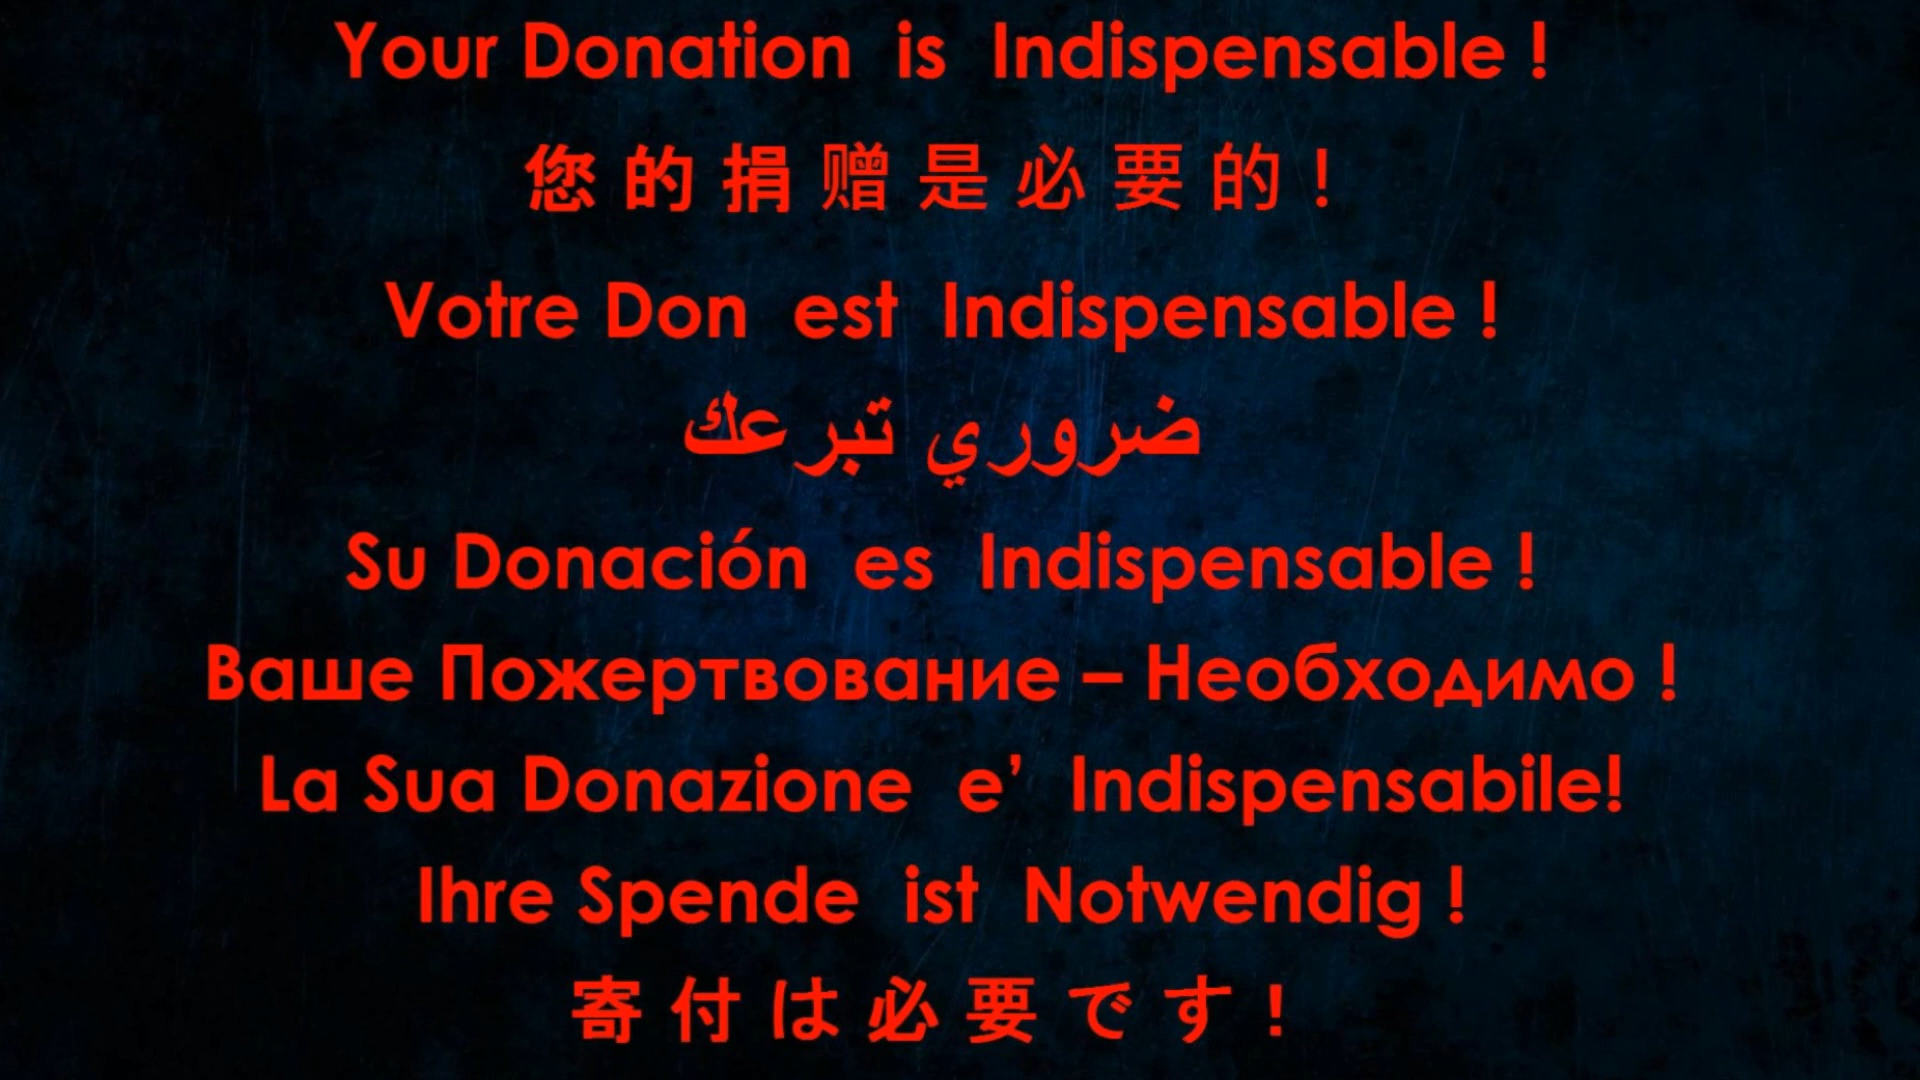 Your Donation is Indispensable !
您的捐赠是必要的!
Votre Don est Indispensable !
ضروري تبرعك
Su Donación es Indispensable !
Ваше Пожертвование – Необходимо !
La Sua Donazione e’ Indispensabile!
Ihre Spende ist Notwendig !
寄付は必要です!